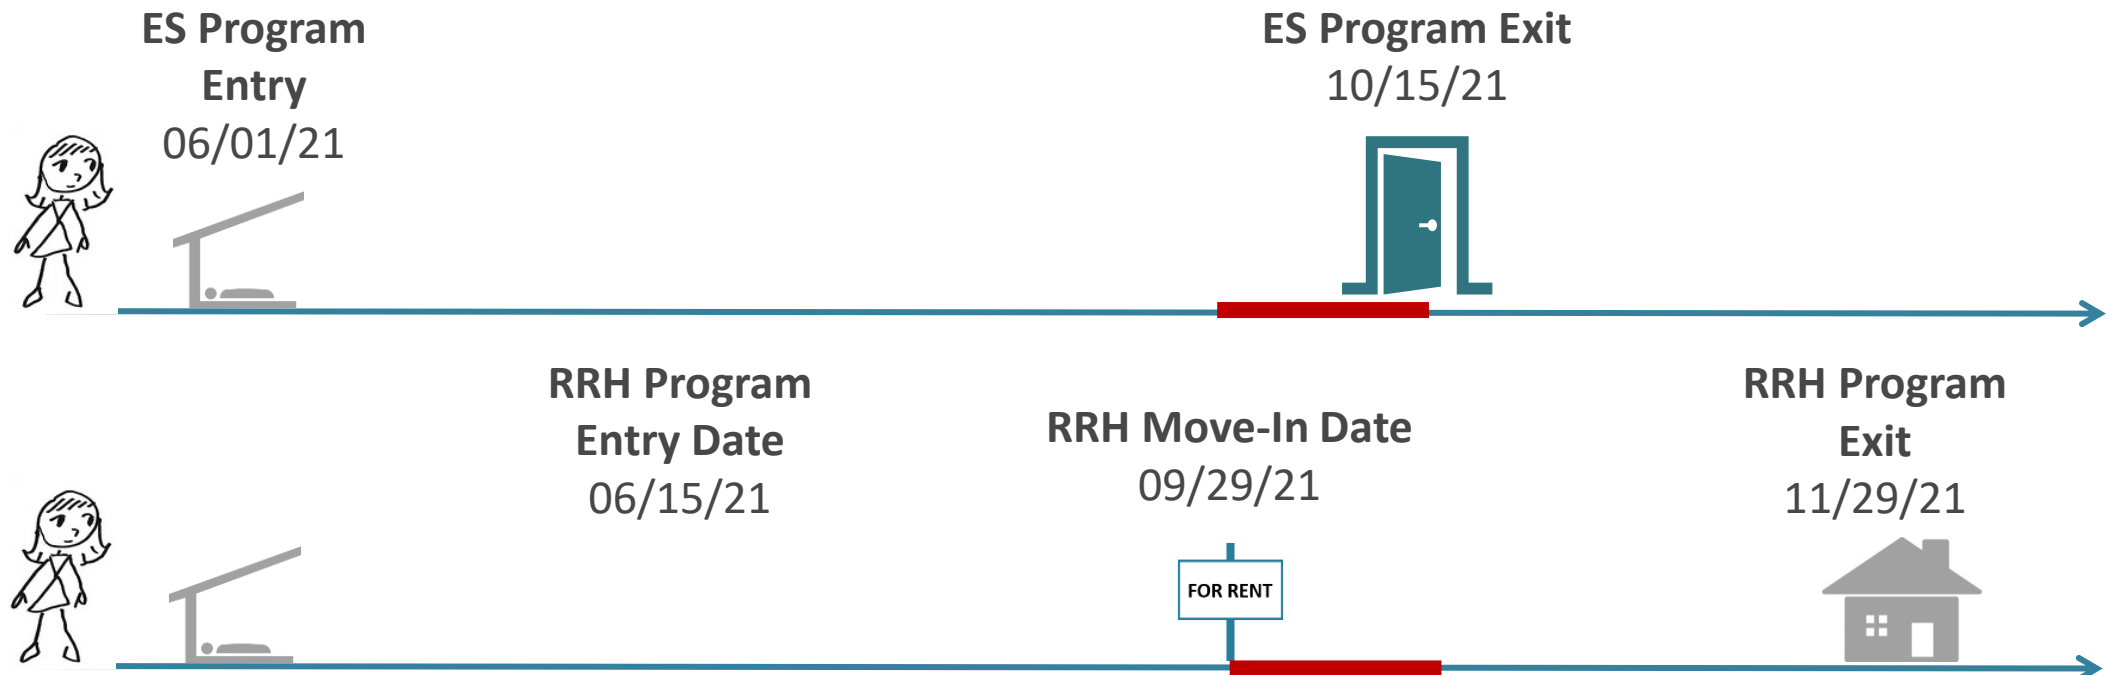 ES Program
Entry
06/01/21
ES Program Exit
10/15/21
RRH Program
Entry Date
06/15/21
RRH Move-In Date
09/29/21
FOR RENT
RRH Program
Exit
11/29/21